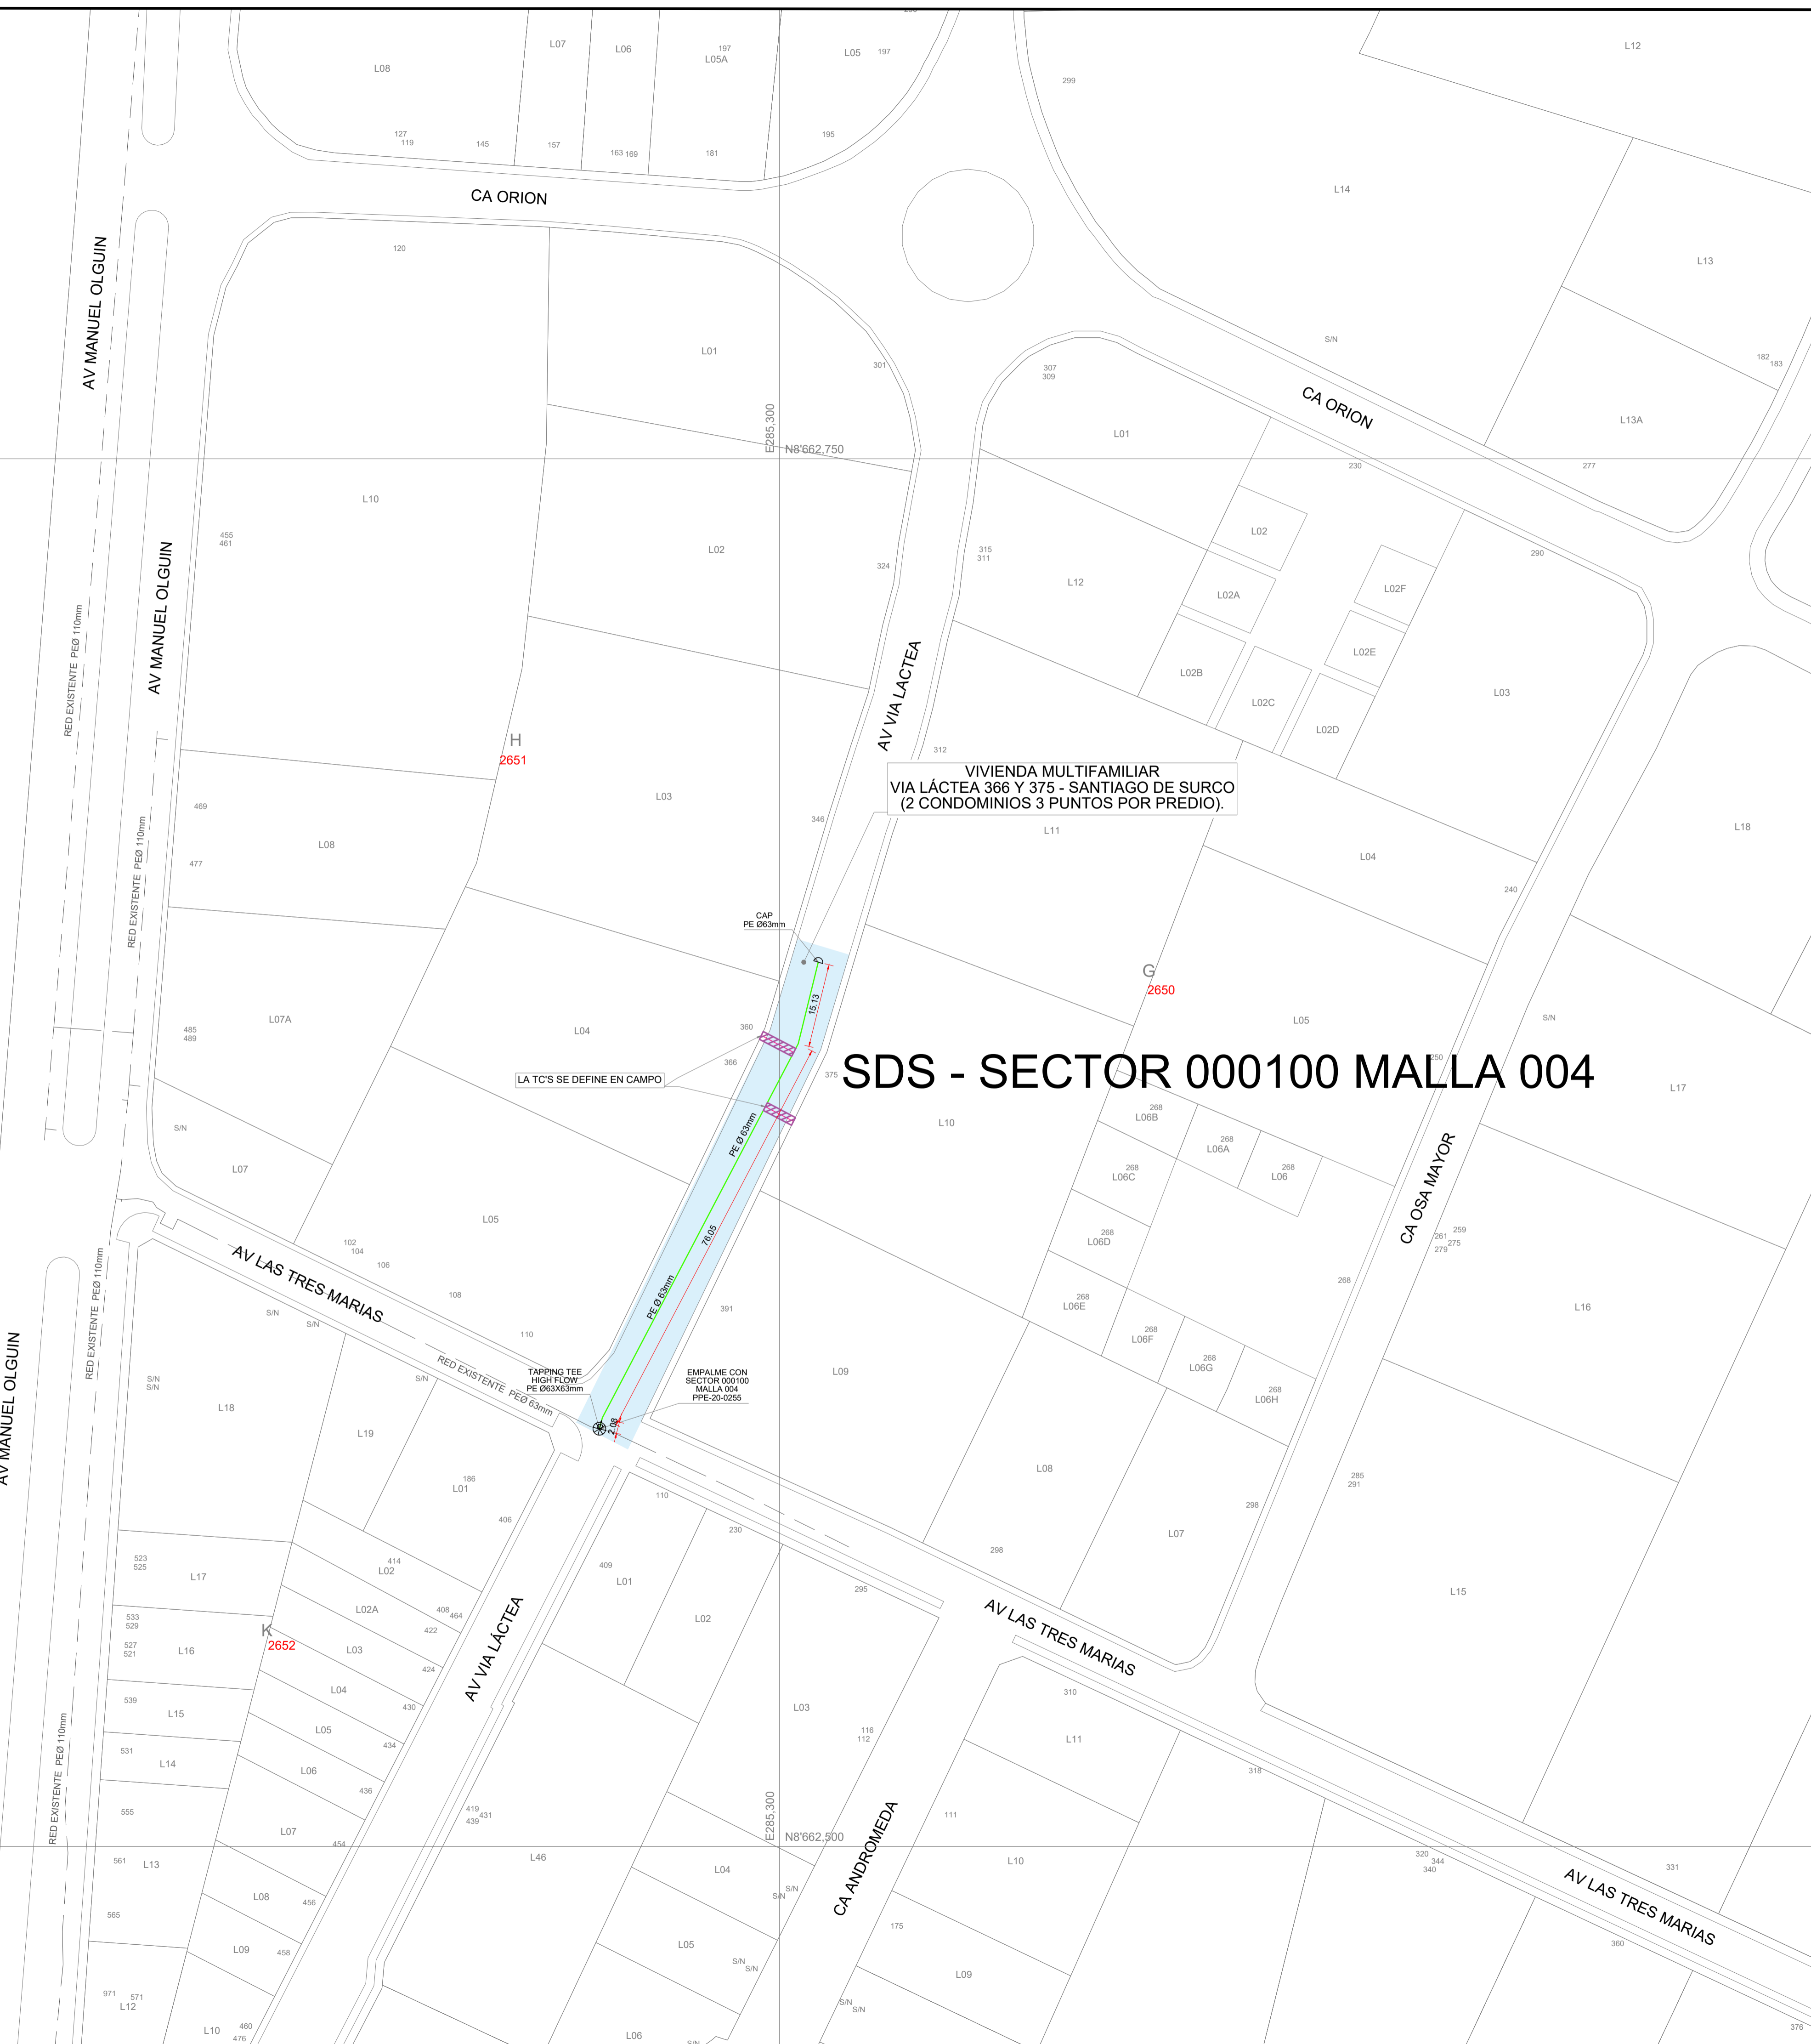 L12
L07
L06
197
L05A
L05
197
L08
299
127
119
145
157
163 169
181
195
L14
CA ORION
120
L13
AV MANUEL OLGUIN
S/N
182
183
L01
301
307
309
CA ORION
L13A
E285,300
N8'662,750
L01
230
277
L10
455
461
L02
324
315
311
L12
L02
290
L02A
L02F
AV MANUEL OLGUIN
RED EXISTENTE PEØ 110mm
L02E
L02B
L03
AV VIA LACTEA
L02C
L02D
H
2651
312
VIVIENDA MULTIFAMILIAR
VIA LÁCTEA 366 Y 375 - SANTIAGO DE SURCO
(2 CONDOMINIOS 3 PUNTOS POR PREDIO).
L03
469
346
L11
L18
L08
L04
477
RED EXISTENTE PEØ 110mm
240
CAP
PE Ø63mm
G
2650
15.13
L07A
485
489
L04
360
L05
S/N
366
375
SDS - SECTOR 000100 MALLA 004
250
LA TC'S SE DEFINE EN CAMPO
L17
S/N
PE Ø 63mm
L10
268
L06B
268
L06A
268
L06
L07
268
L06C
CA OSA MAYOR
L05
76.05
268
L06D
259
261
275
279
102
104
106
AV LAS TRES MARIAS
RED EXISTENTE PEØ 110mm
268
108
PE Ø 63mm
391
268
L06E
L16
S/N
S/N
110
268
L06F
AV MANUEL OLGUIN
RED EXISTENTE PEØ 63mm
TAPPING TEE
HIGH FLOW
PE Ø63X63mm
EMPALME CON
SECTOR 000100
MALLA 004
PPE-20-0255
L09
268
L06G
S/N
S/N
S/N
268
L06H
L18
2.08
L19
186
L01
L08
285
291
110
298
406
230
L07
523
525
414
L02
298
L17
409
L01
295
L15
L02A
408
464
L02
AV LAS TRES MARIAS
533
529
422
K
2652
527
521
L16
L03
AV VIA LÁCTEA
424
L04
310
539
430
L03
L15
L05
116
112
L11
531
434
L14
L06
318
RED EXISTENTE PEØ 110mm
436
555
419
431
439
111
L07
E285,300
N8'662,500
454
CA ANDROMEDA
320
344
340
561
L13
L46
L04
L10
331
L08
S/N
S/N
456
AV LAS TRES MARIAS
565
175
L09
458
L05
360
S/N
S/N
L09
971
571
L12
S/N
S/N
L10
460
476
L06
S/N
376